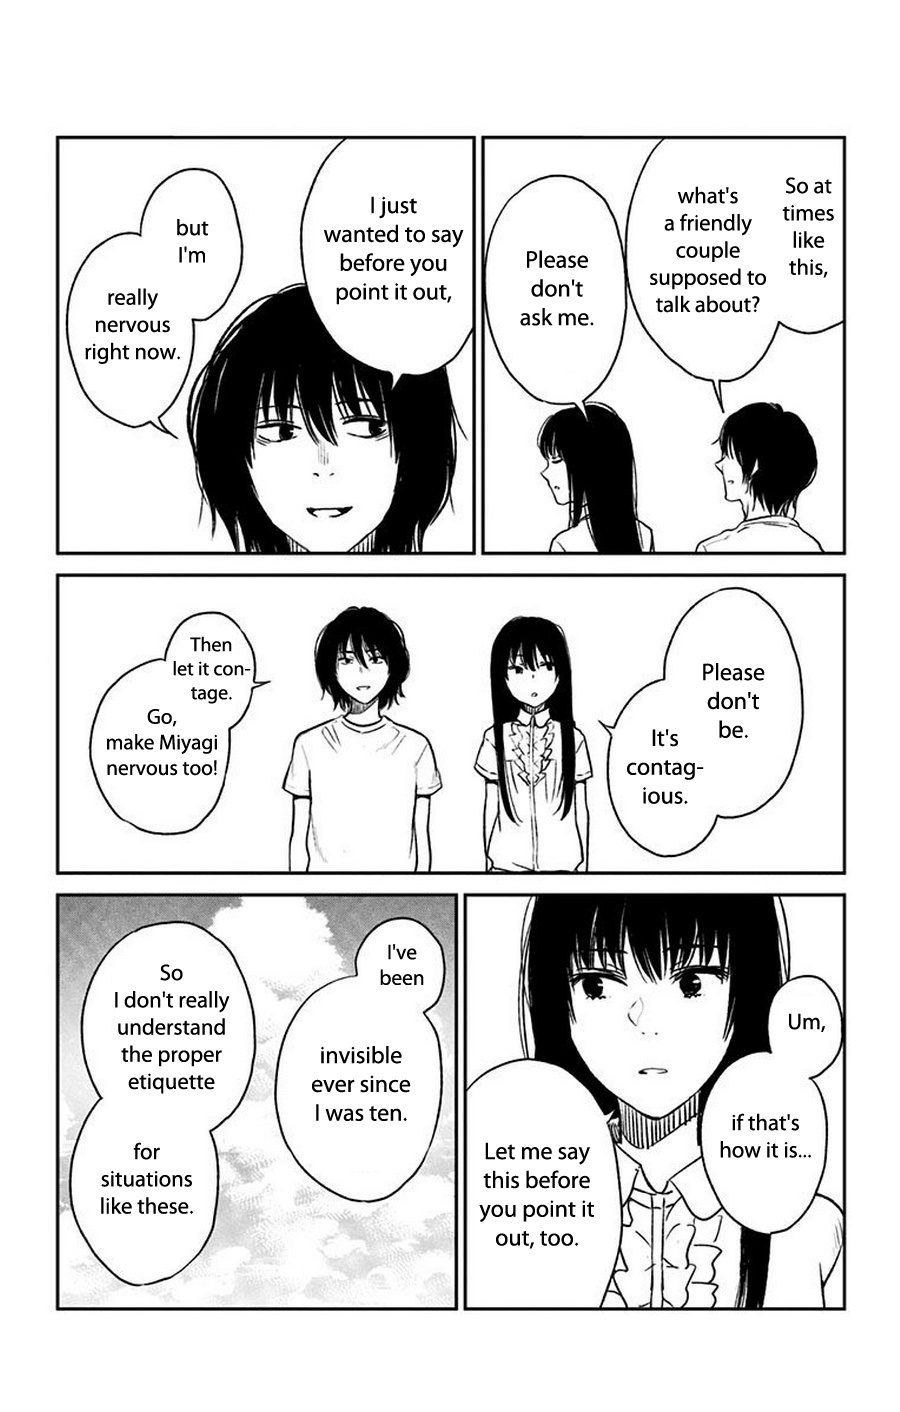 So at
times
like
this,
what's
a friendly
couple
supposed to
talk about?
Please
don't
ask me.
I just
wanted to say
before you
point it out,
but
I'm
really
nervous
right now.
Please
don't
be.
It's
contag-
ious.
Then
let it con-
tage.
Go,
make Miyagi
nervous too!
Um,
if that's
how it is...
Let me say
this before
you point it
out, too.
I've
been
invisible
ever since
I was ten.
So
I don't really
understand
the proper
etiquette
for
situations
like these.